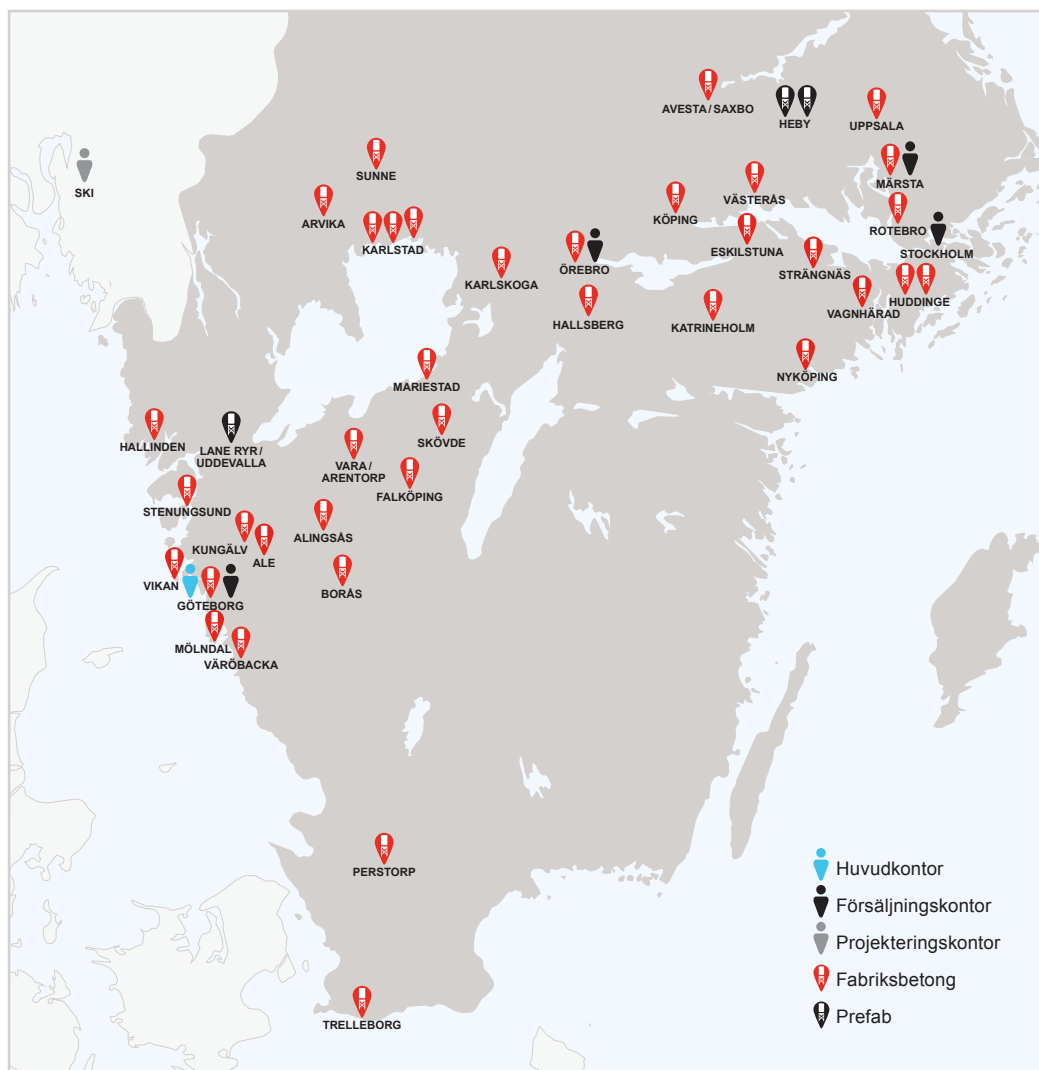 AVESTA / SAXBO
HEBY
UPPSALA
SKI
SUNNE
MÄRSTA
ARVIKA
KÖPING
VÄSTERÅS
ROTEBRO
KARLSTAD
ESKILSTUNA
STOCKHOLM
KARLSKOGA
ÖREBRO
STRÄNGNÄS
HUDDINGE
HALLSBERG
KATRINEHOLM
VAGNHÄRAD
NYKÖPING
MARIESTAD
HALLINDEN
LANE RYR /
UDDEVALLA
SKÖVDE
VARA /
ARENTORP
FALKÖPING
STENUNGSUND
ALINGSÅS
KUNGÄLV
ALE
VIKAN
BORÅS
GÖTEBORG
MÖLNDAL
VÄRÖBACKA
PERSTORP
TRELLEBORG
Huvudkontor
Försäljningskontor
Projekteringskontor
Fabriksbetong
Prefab